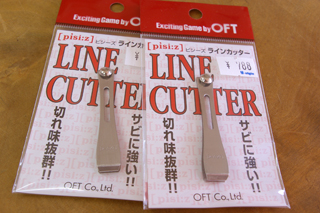 Exciting Game by OFT
[pisi:z] ピシーズ ラインカッター
LINE
CUTTER
サビに強い!!
切れ味抜群!!
OFT Co., Ltd.
Exciting Game by OFT
[pisi:z] ピシーズ ラインカッター
¥788
LINE
CUTTER
サビに強い!!
切れ味抜群!!
OFT Co., Ltd.